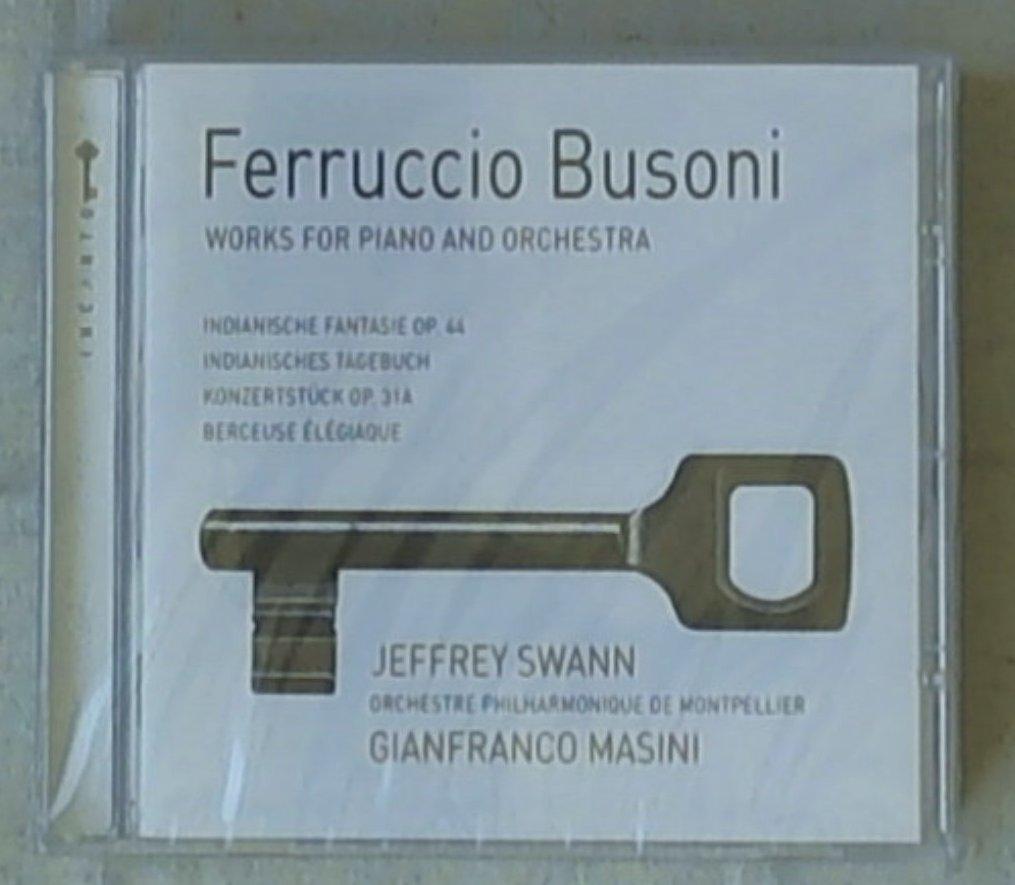 Ferruccio Busoni
WORKS FOR PIANO AND ORCHESTRA
INDIANISCHE FANTASIE OP. 44
INDIANISCHES TAGEBUCH
KONZERTSTÜCK OP. 31A
BERCEUSE ÉLÉGIAQUE
JEFFREY SWANN
ORCHESTRE PHILHARMONIQUE DE MONTPELLIER
GIANFRANCO MASINI